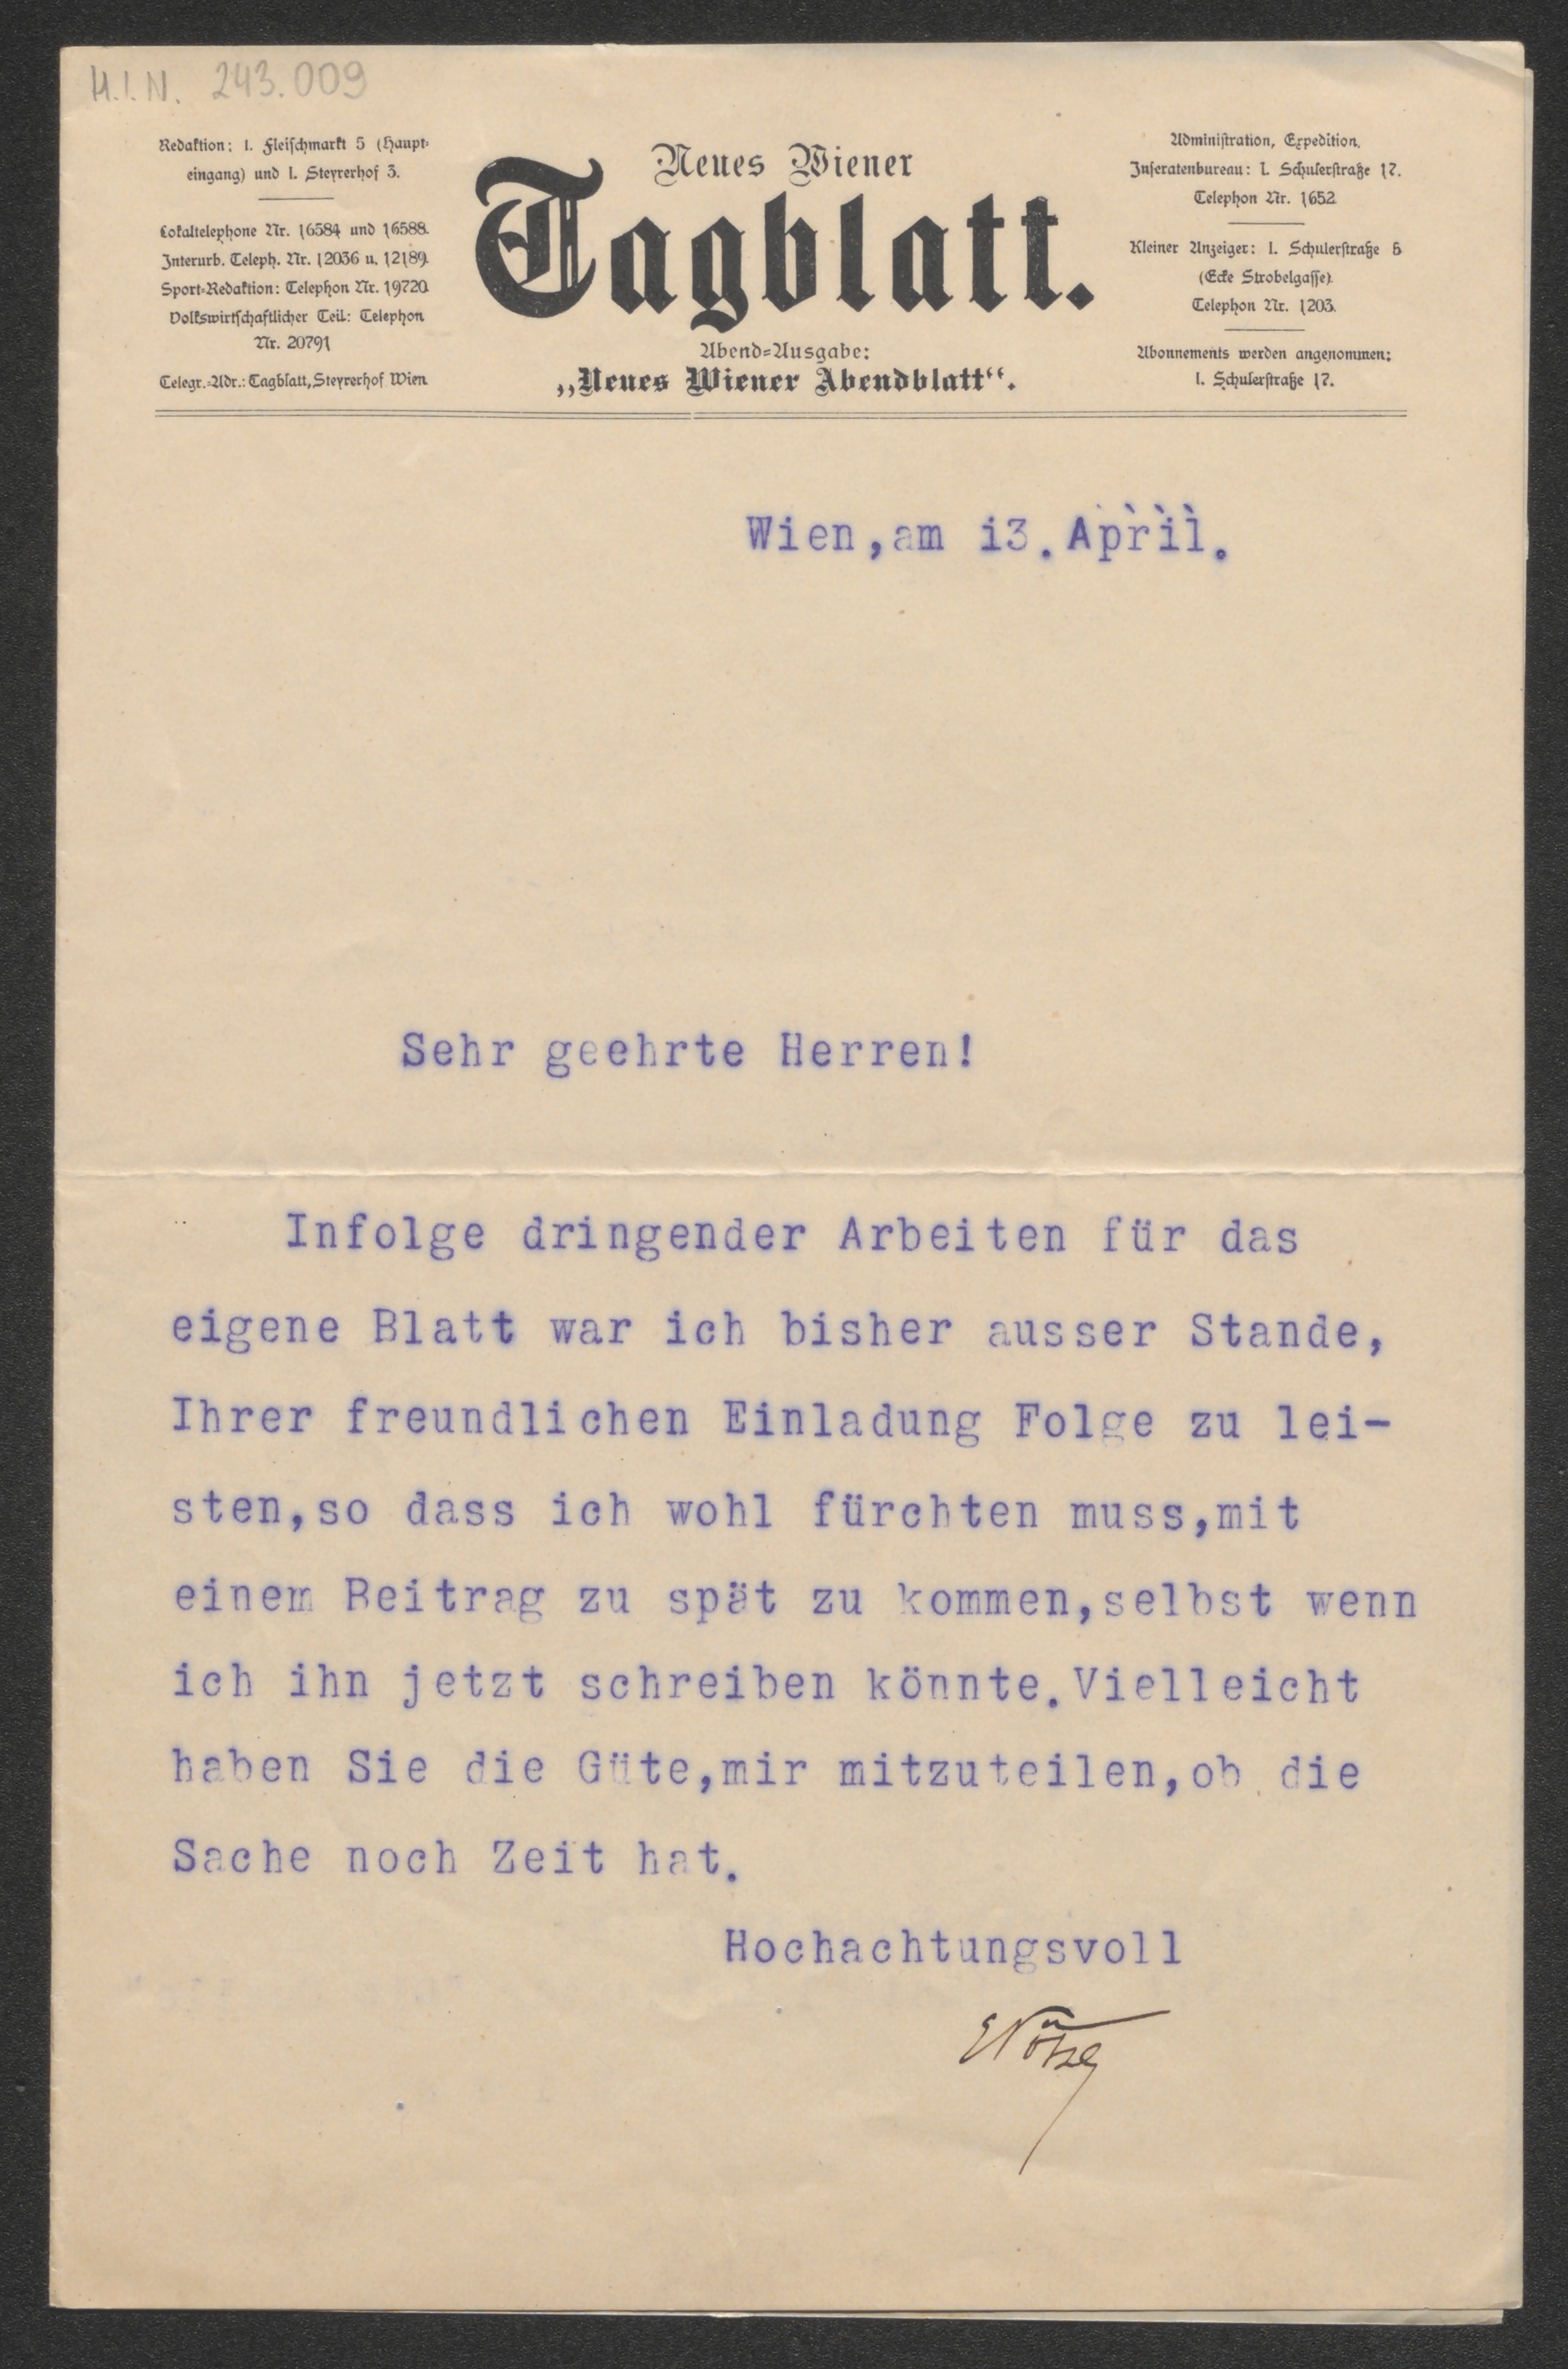 H.I.N. 243.009
Redaktion: I. Fleischmarkt 5 (Haupt-
eingang) und I. Steyrerhof 3.
Lokaltelephone Nr. 16584 und 16588.
Interurb. Teleph. Nr. 12036 u. 12189.
Sport-Redaktion: Telephon Nr. 19720.
Volkswirtschaftlicher Teil: Telephon
Nr. 20791
Telegr.-Adr.: Tagblatt, Steyrerhof Wien
Neues Wiener
Tagblatt.
Abend-Ausgabe:
„Neues Wiener Abendblatt“.
Administration, Expedition,
Inseratenbureau: I. Schulerstraße 17.
Telephon Nr. 1652.
Kleiner Anzeiger: I. Schulerstraße 5
(Ecke Strobelgasse).
Telephon Nr. 1203.
Abonnements werden angenommen:
I. Schulerstraße 17.
Wien,am i3.April.
Sehr geehrte Herren!
Infolge dringender Arbeiten für das
eigene Blatt war ich bisher ausser Stande,
Ihrer freundlichen Einladung Folge zu lei-
sten,so dass ich wohl fürchten muss,mit
einem Beitrag zu spät zu kommen,selbst wenn
ich ihn jetzt schreiben könnte.Vielleicht
haben Sie die Güte,mir mitzuteilen,ob die
Sache noch Zeit hat.
Hochachtungsvoll